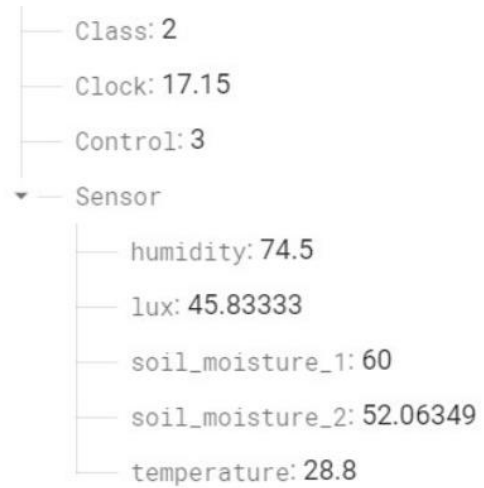 Class: 2
Clock: 17.15
Control: 3
Sensor
humidity: 74.5
lux: 45.83333
soil_moisture_1: 60
soil_moisture_2: 52.06349
temperature: 28.8